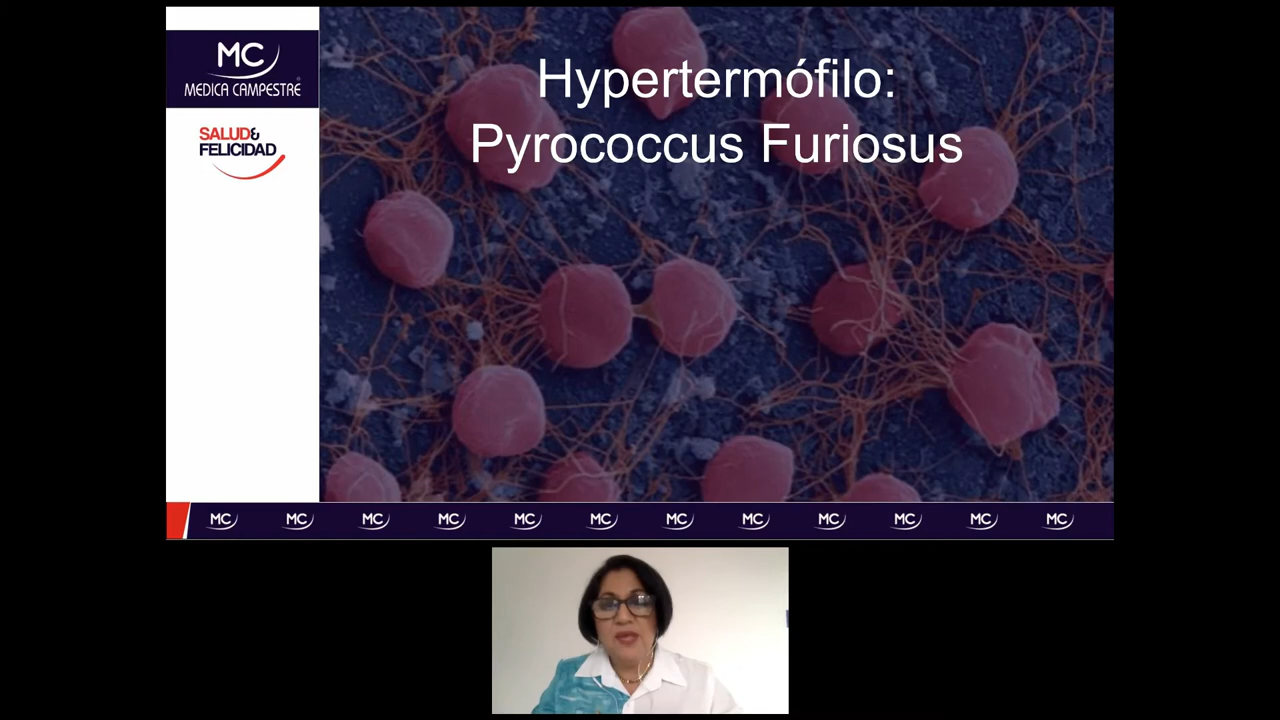 MC
MEDICA CAMPESTRE
SALUD&
FELICIDAD
Hypertermófilo:
Pyrococcus Furiosus
MC MC MC MC MC MC MC MC MC MC MC MC